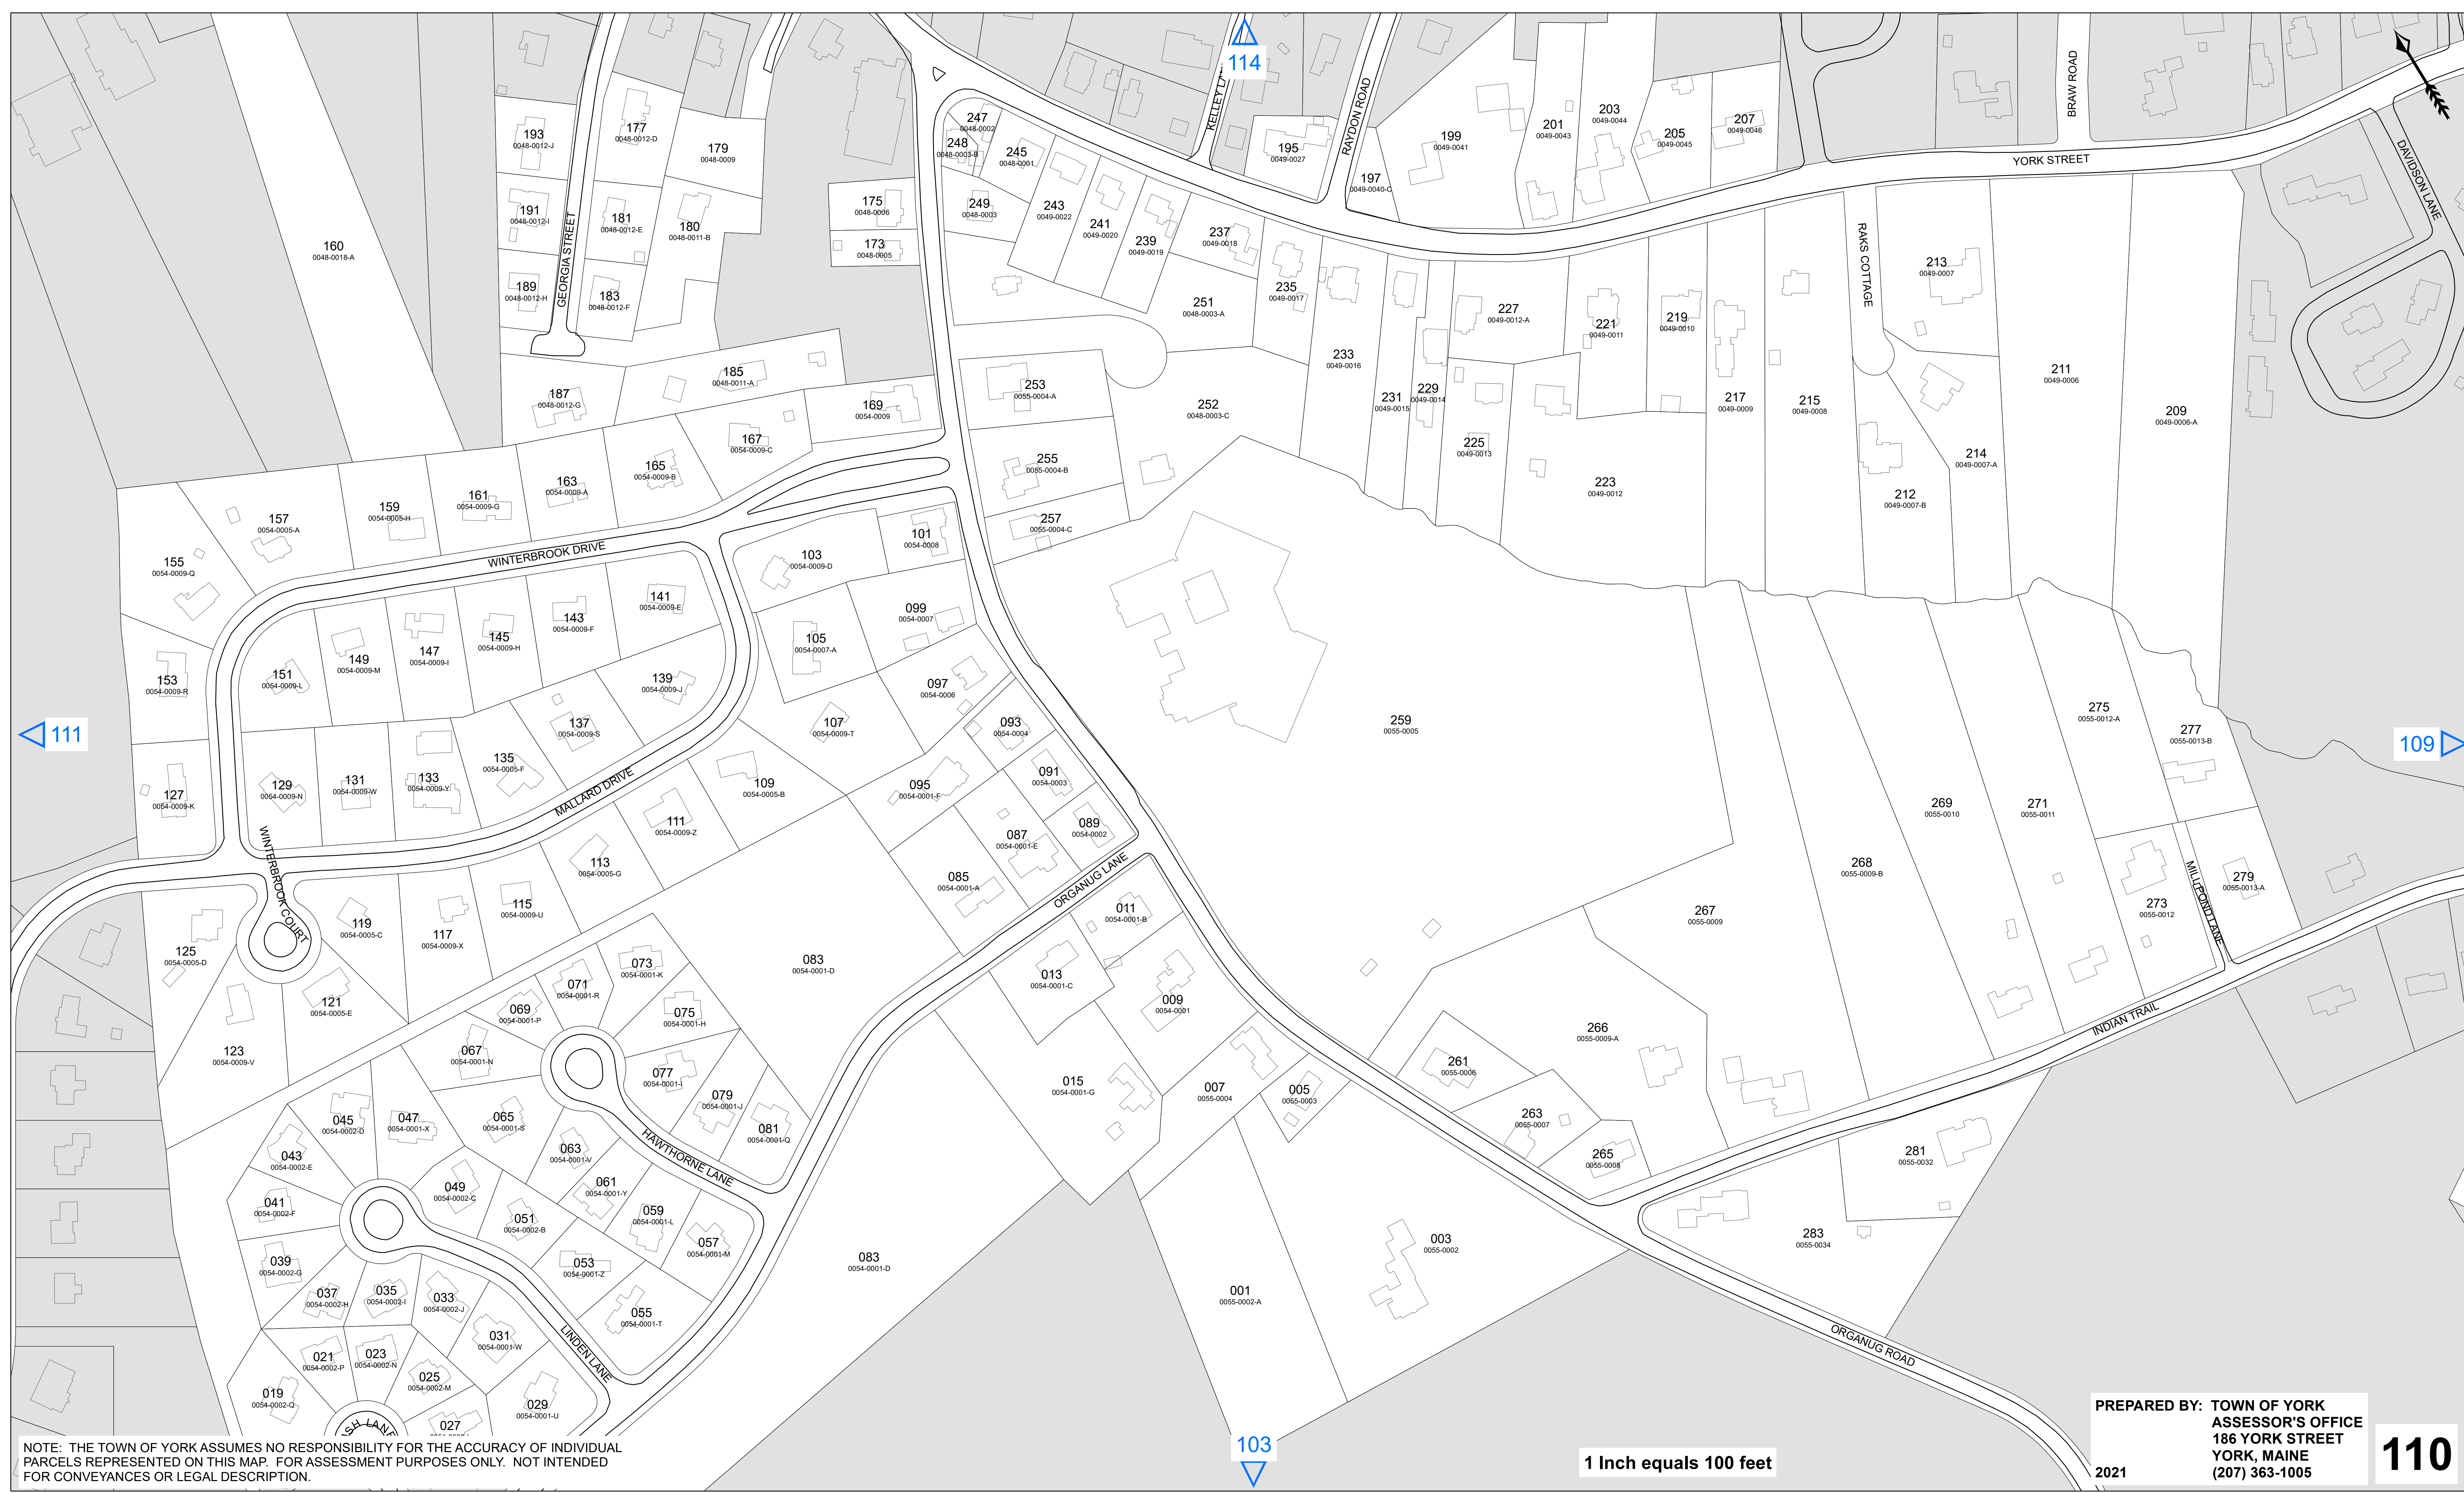 114
BRAW ROAD
KELLEY LA
RAYDON ROAD
YORK STREET
DAVIDSON LANE
GEORGIA STREET
RAKS COTTAGE
193
0048-0012-J
177
0048-0012-D
179
0048-0009
247
0048-0002
248
0048-0003-B
245
0048-0001
195
0049-0027
197
0049-0040-C
199
0049-0041
201
0049-0043
203
0049-0044
205
0049-0045
207
0049-0046
160
0048-0018-A
191
0048-0012-I
181
0048-0012-E
180
0048-0011-B
175
0048-0006
173
0048-0005
249
0048-0003
243
0049-0022
241
0049-0020
239
0049-0019
237
0049-0018
235
0049-0017
189
0048-0012-H
183
0048-0012-F
251
0048-0003-A
227
0049-0012-A
221
0049-0011
219
0049-0010
213
0049-0007
233
0049-0016
187
0048-0012-G
185
0048-0011-A
169
0054-0009
253
0055-0004-A
252
0048-0003-C
231
0049-0015
229
0049-0014
217
0049-0009
215
0049-0008
211
0049-0006
209
0049-0006-A
167
0054-0009-C
165
0054-0009-B
163
0054-0009-A
161
0054-0009-G
159
0054-0005-H
157
0054-0005-A
155
0054-0009-Q
255
0055-0004-B
257
0055-0004-C
225
0049-0013
223
0049-0012
214
0049-0007-A
212
0049-0007-B
WINTERBROOK DRIVE
103
0054-0009-D
101
0054-0008
099
0054-0007
105
0054-0007-A
141
0054-0009-E
143
0054-0009-F
145
0054-0009-H
147
0054-0009-I
149
0054-0009-M
151
0054-0009-L
153
0054-0009-R
139
0054-0009-J
137
0054-0009-S
097
0054-0006
107
0054-0009-T
093
0054-0004
259
0055-0005
275
0055-0012-A
277
0055-0013-B
111
109
127
0054-0009-K
129
0054-0009-N
131
0054-0009-W
133
0054-0009-Y
135
0054-0005-F
MALLARD DRIVE
109
0054-0005-B
095
0054-0001-F
091
0054-0003
089
0054-0002
087
0054-0001-E
111
0054-0009-Z
113
0054-0005-G
085
0054-0001-A
ORGANUG LANE
269
0055-0010
271
0055-0011
268
0055-0009-B
273
0055-0012
MILL POND LANE
279
0055-0013-A
267
0055-0009
WINTERBROOK COURT
125
0054-0005-D
119
0054-0005-C
117
0054-0009-X
115
0054-0009-U
121
0054-0005-E
123
0054-0009-V
083
0054-0001-D
011
0054-0001-B
013
0054-0001-C
009
0054-0001
073
0054-0001-K
071
0054-0001-R
069
0054-0001-P
075
0054-0001-H
067
0054-0001-N
077
0054-0001-I
079
0054-0001-J
081
0054-0001-Q
015
0054-0001-G
007
0055-0004
005
0055-0003
266
0055-0009-A
261
0055-0006
263
0055-0007
265
0055-0008
INDIAN TRAIL
281
0055-0032
283
0055-0034
045
0054-0002-D
047
0054-0001-X
065
0054-0001-S
063
0054-0001-V
043
0054-0002-E
HAWTHORNE LANE
049
0054-0002-C
061
0054-0001-Y
041
0054-0002-F
051
0054-0002-B
059
0054-0001-L
057
0054-0001-M
039
0054-0002-G
053
0054-0001-Z
037
0054-0002-H
035
0054-0002-I
033
0054-0002-J
055
0054-0001-T
031
0054-0001-W
LINDEN LANE
083
0054-0001-D
001
0055-0002-A
003
0055-0002
ORGANUG ROAD
021
0054-0002-P
023
0054-0002-N
025
0054-0002-M
019
0054-0002-Q
029
0054-0001-U
027
SH LANE
NOTE: THE TOWN OF YORK ASSUMES NO RESPONSIBILITY FOR THE ACCURACY OF INDIVIDUAL
PARCELS REPRESENTED ON THIS MAP. FOR ASSESSMENT PURPOSES ONLY. NOT INTENDED
FOR CONVEYANCES OR LEGAL DESCRIPTION.
103
1 Inch equals 100 feet
PREPARED BY: TOWN OF YORK
ASSESSOR'S OFFICE
186 YORK STREET
YORK, MAINE
2021 (207) 363-1005
110